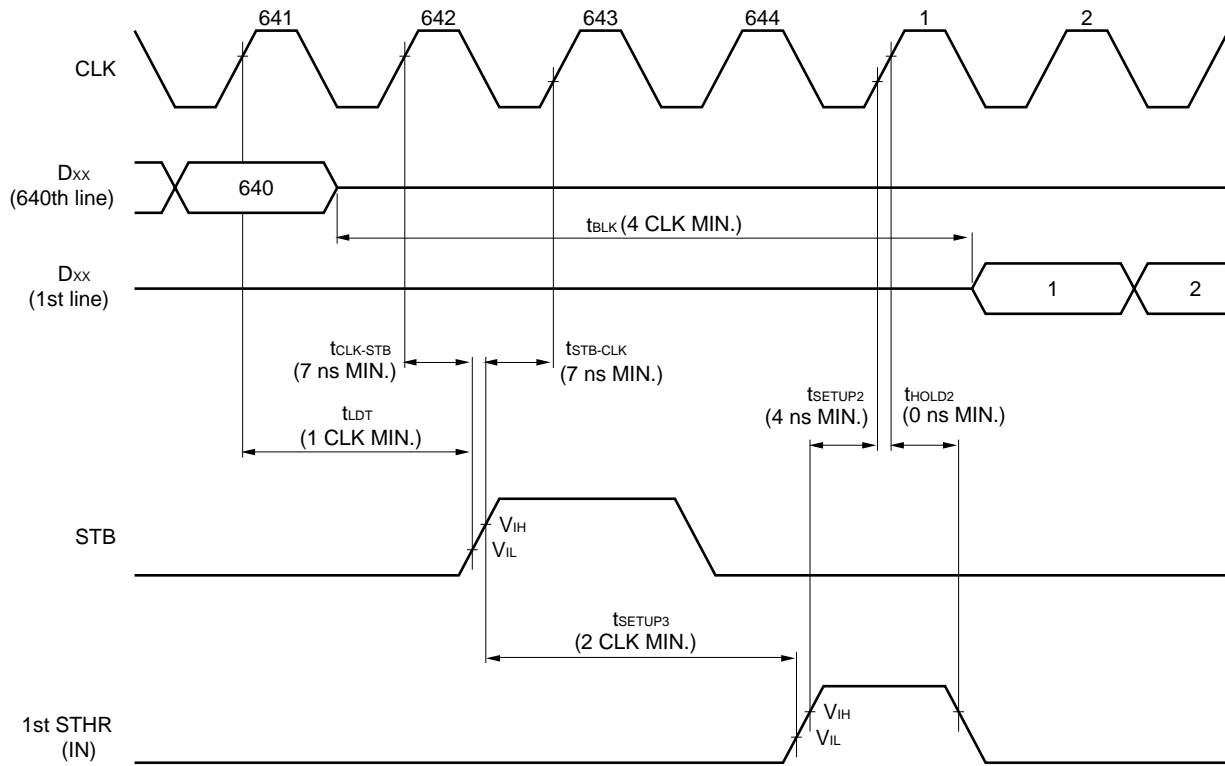 641 642 643 644 1 2
CLK
DXX
(640th line)
640
tBLK (4 CLK MIN.)
DXX
(1st line)
1 2
tCLK-STB
(7 ns MIN.)
tSTB-CLK
(7 ns MIN.)
tSETUP2
(4 ns MIN.)
tHOLD2
(0 ns MIN.)
tLDT
(1 CLK MIN.)
STB
VIH
VIL
tSETUP3
(2 CLK MIN.)
1st STHR
(IN)
VIH
VIL